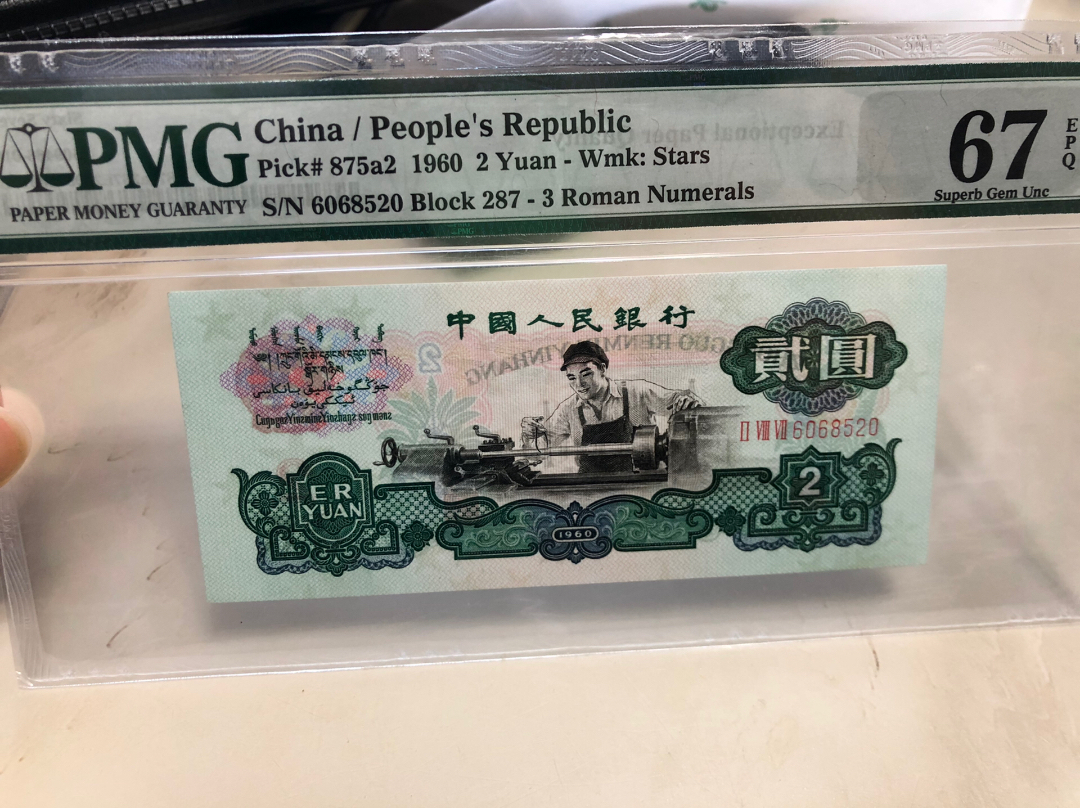 PMG
PAPER MONEY GUARANTY
China / People's Republic
Pick# 875a2 1960 2 Yuan - Wmk: Stars
S/N 6068520 Block 287 - 3 Roman Numerals
67
EPQ
Superb Gem Unc
中國人民銀行
貳圓
II VIII VII 6068520
ER
YUAN
1960
2